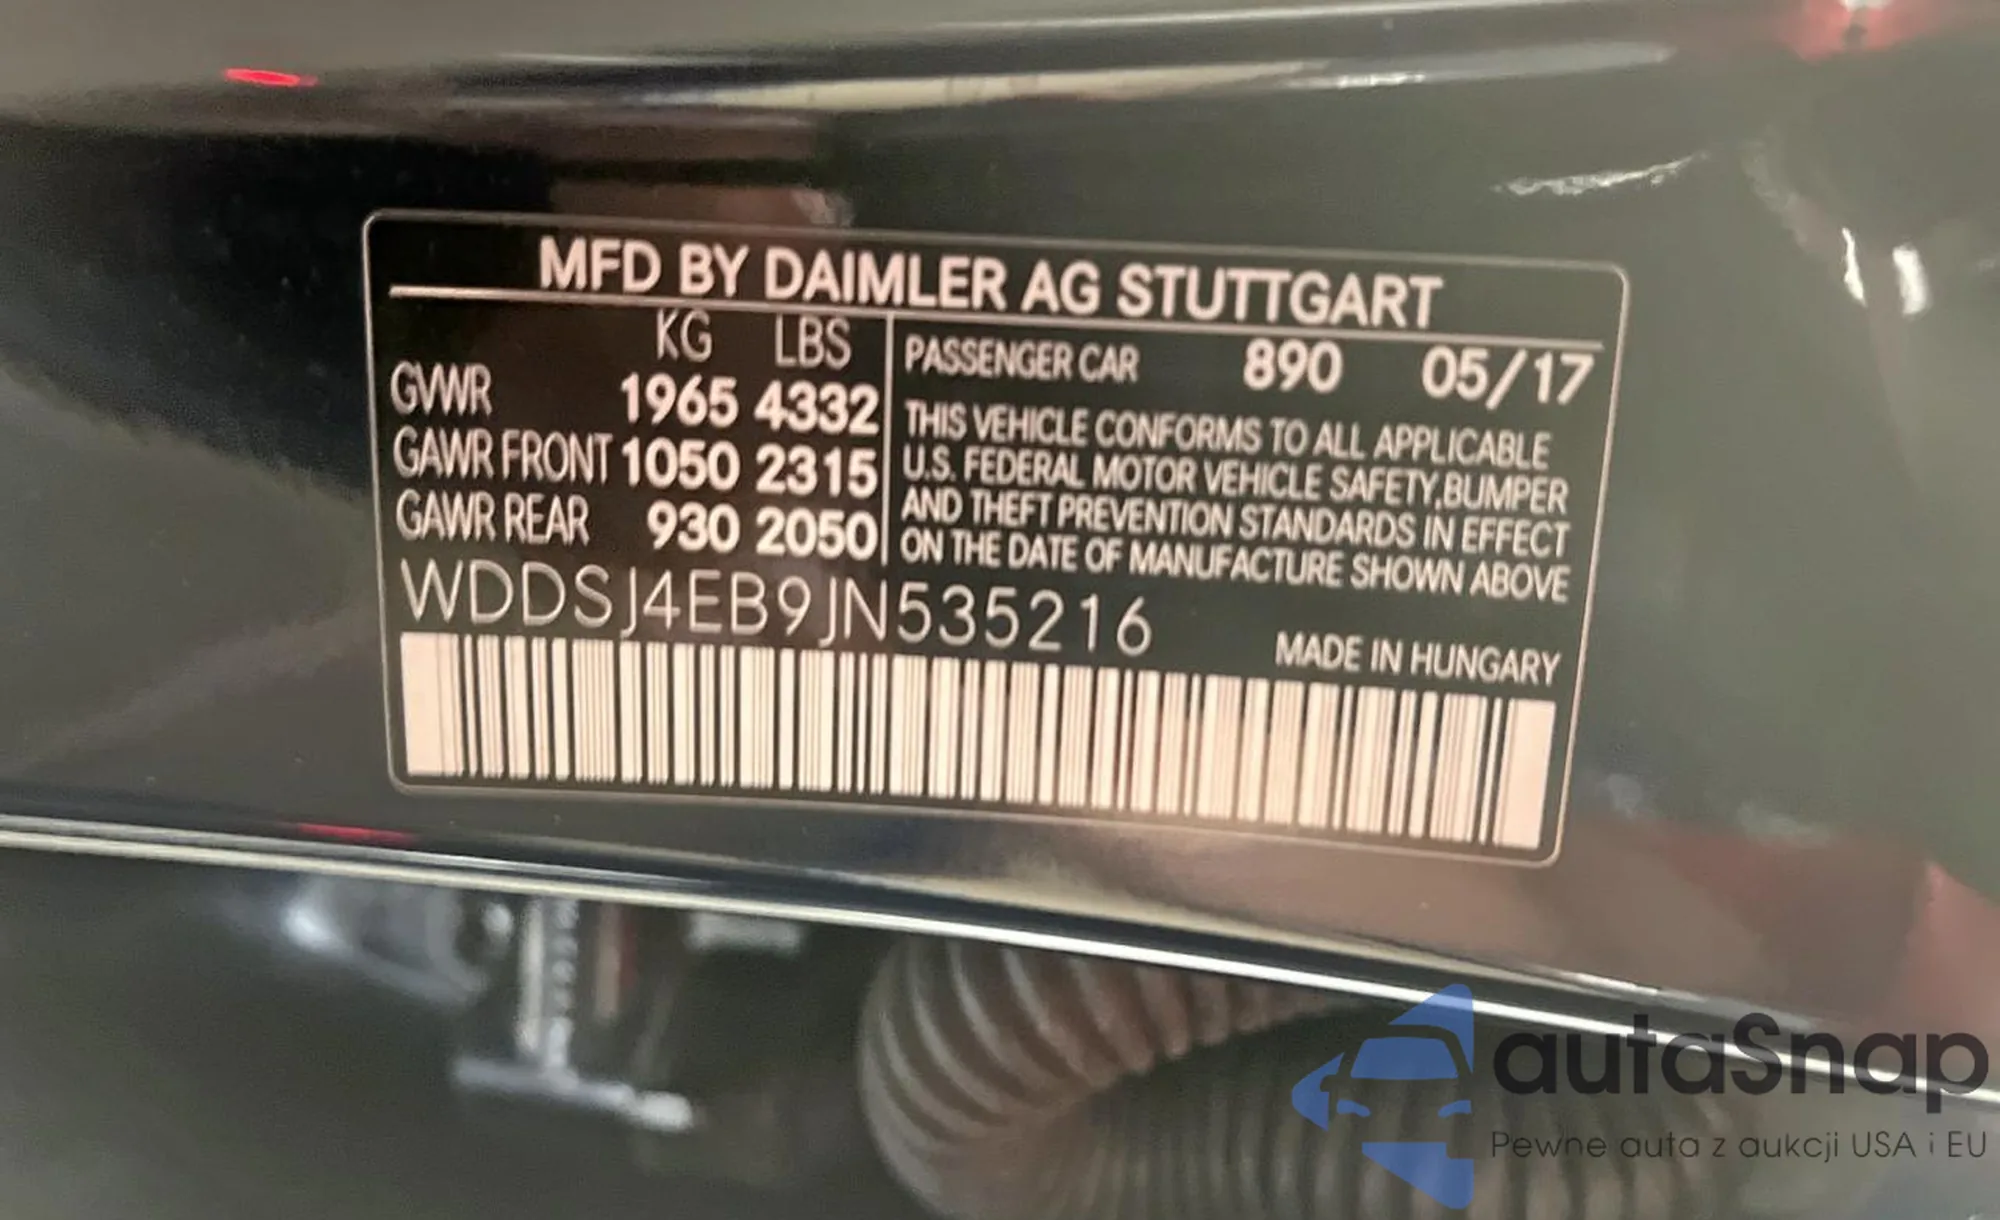 MFD BY DAIMLER AG STUTTGART
KG LBS
GVWR 1965 4332
GAWR FRONT 1050 2315
GAWR REAR 930 2050
PASSENGER CAR 890 05/17
THIS VEHICLE CONFORMS TO ALL APPLICABLE
U.S. FEDERAL MOTOR VEHICLE SAFETY,BUMPER
AND THEFT PREVENTION STANDARDS IN EFFECT
ON THE DATE OF MANUFACTURE SHOWN ABOVE
WDDSJ4EB9JN535216
MADE IN HUNGARY
autaSnap
Pewne auta z aukcji USA i EU